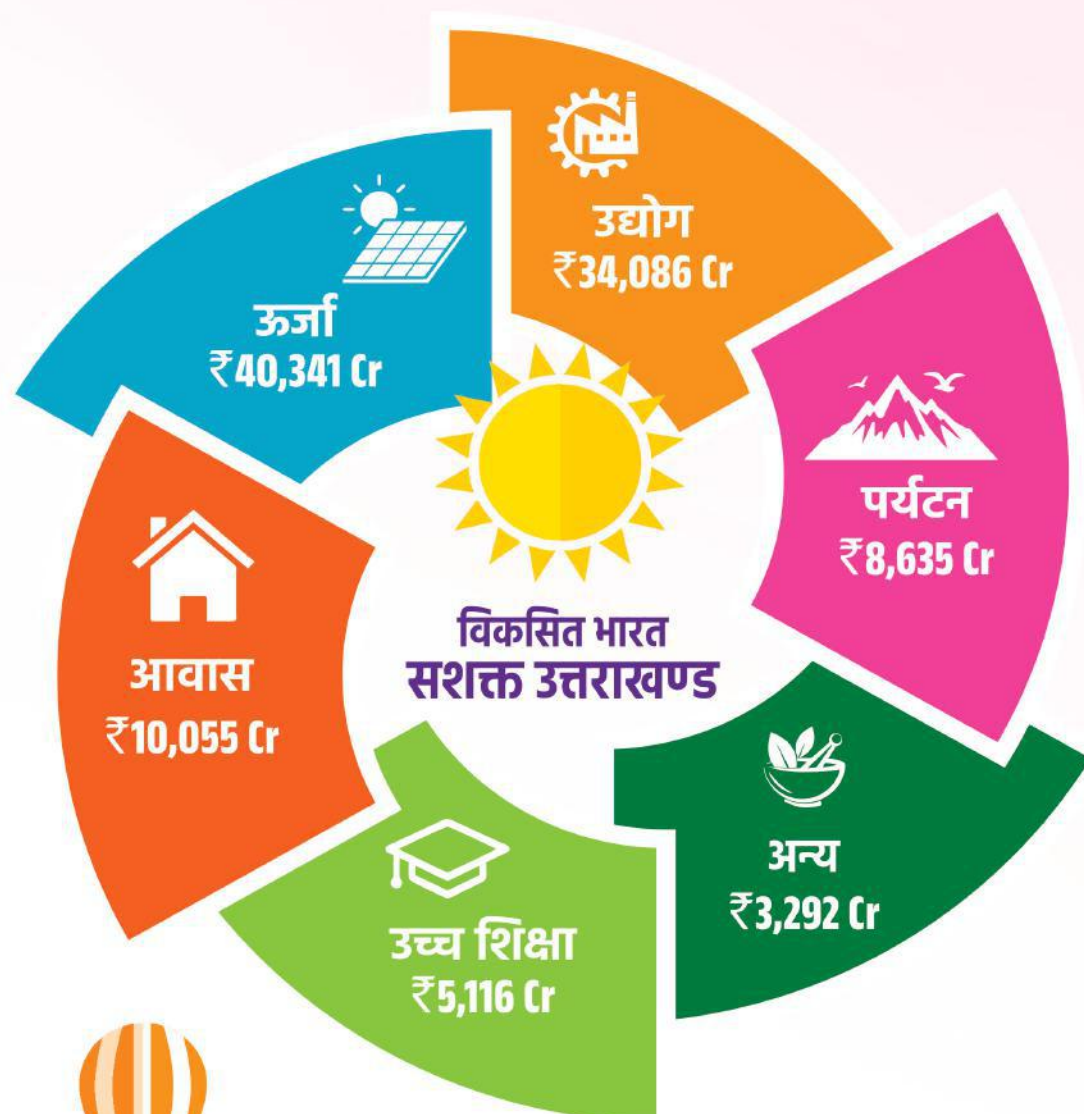 उद्योग
₹34,086 Cr
ऊर्जा
₹40,341 Cr
पर्यटन
₹8,635 Cr
विकसित भारत
सशक्त उत्तराखण्ड
आवास
₹10,055 Cr
अन्य
₹3,292 Cr
उच्च शिक्षा
₹5,116 Cr